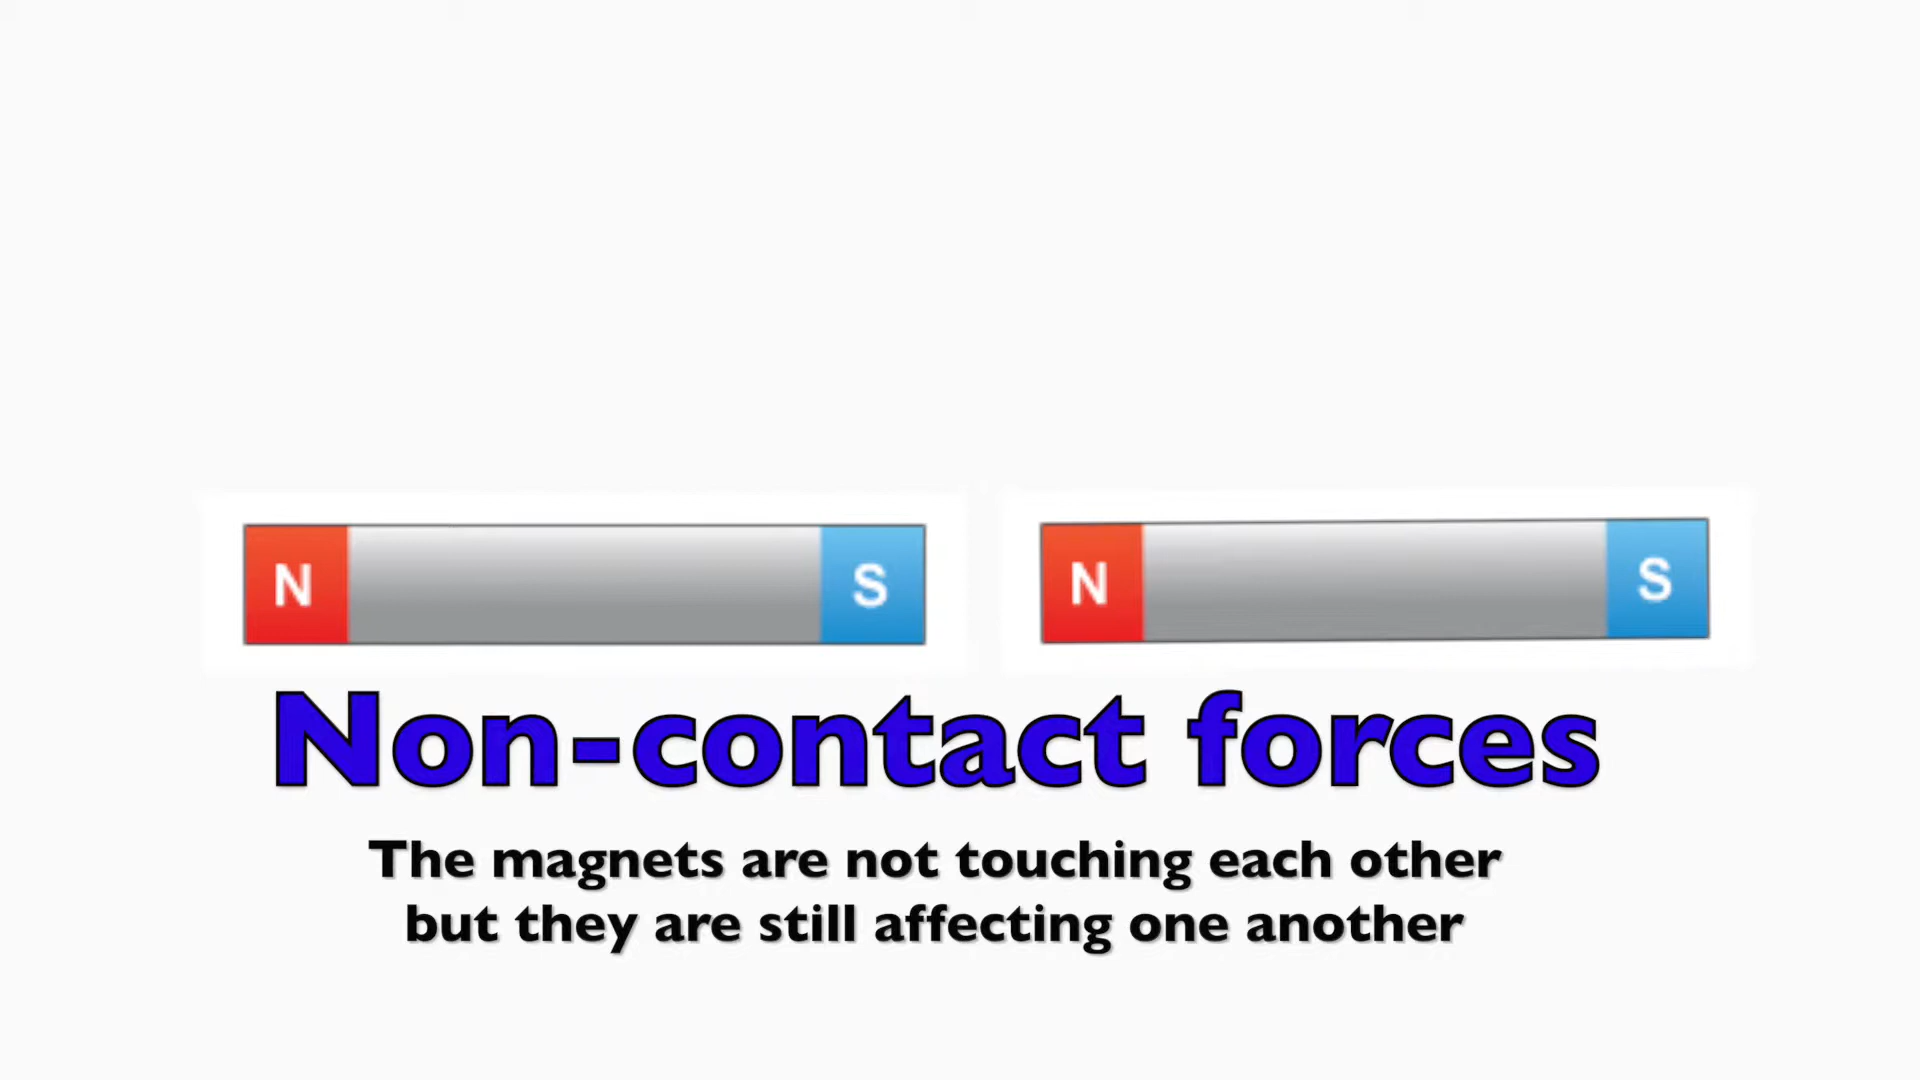 N S N S
Non-contact forces
The magnets are not touching each other
but they are still affecting one another